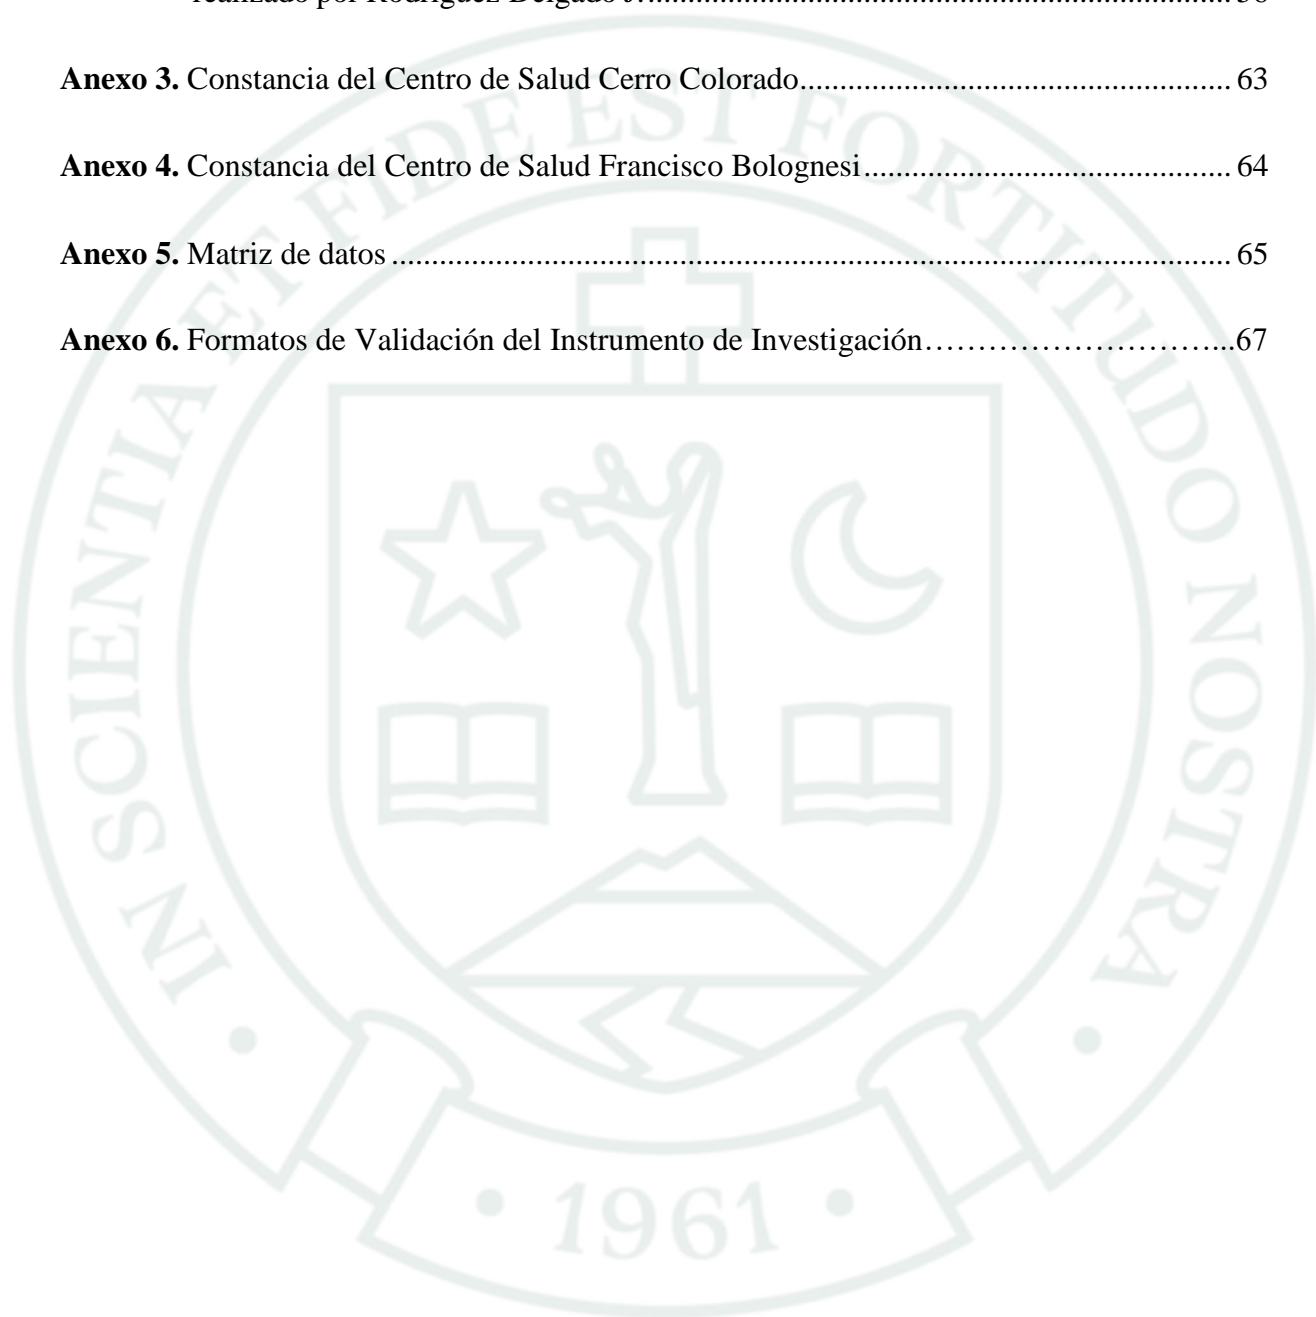 Anexo 3. Constancia del Centro de Salud Cerro Colorado...................................................... 63
Anexo 4. Constancia del Centro de Salud Francisco Bolognesi.............................................. 64
Anexo 5. Matriz de datos ......................................................................................................... 65
Anexo 6. Formatos de Validación del Instrumento de Investigación………………………...67
IN SCIENTIA ET FIDE EST FORTITUDO NOSTRA
• 1961 •